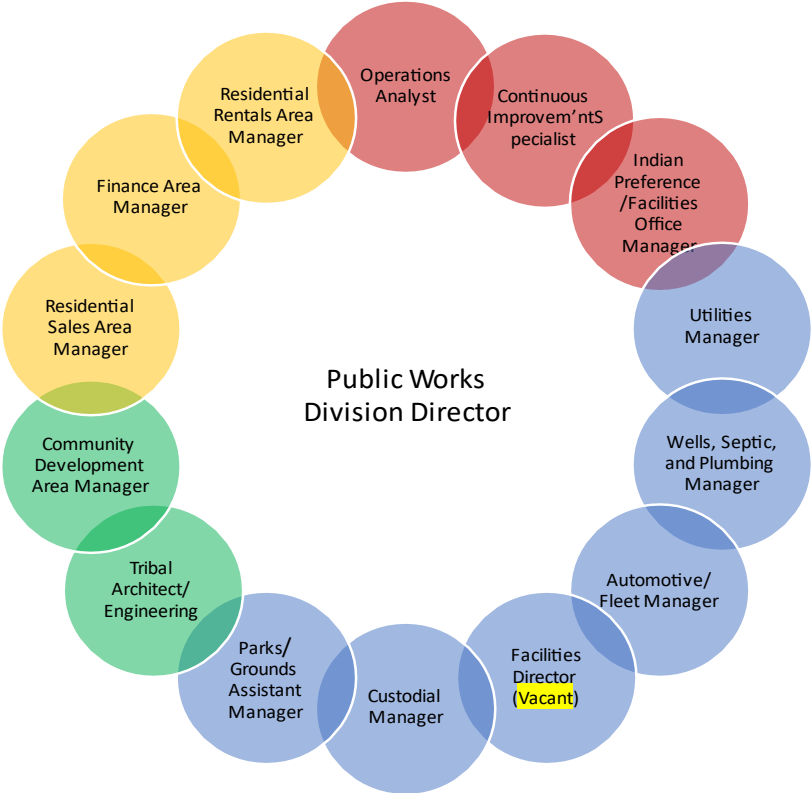 Operations
Analyst
Continuous
Improvem'ntS
pecialist
Indian
Preference
/Facilities
Office
Manager
Utilities
Manager
Wells, Septic,
and Plumbing
Manager
Automotive/
Fleet Manager
Facilities
Director
(Vacant)
Custodial
Manager
Parks/
Grounds
Assistant
Manager
Tribal
Architect/
Engineering
Community
Development
Area Manager
Residential
Sales Area
Manager
Finance Area
Manager
Residential
Rentals Area
Manager
Public Works
Division Director